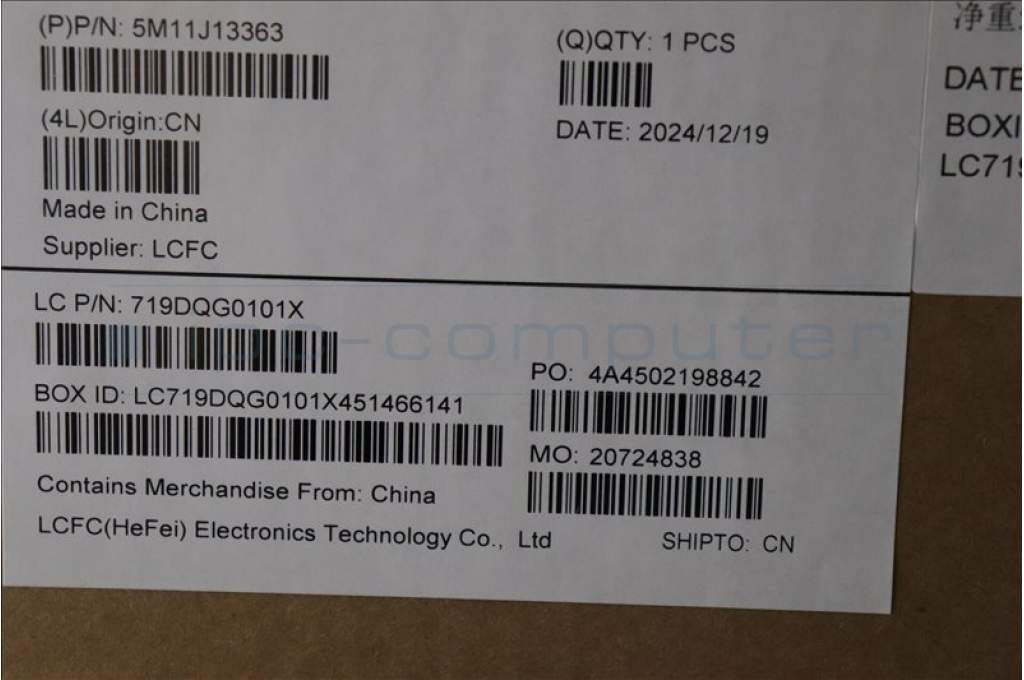 (P)P/N: 5M11J13363
(Q)QTY: 1 PCS
(4L)Origin:CN
DATE: 2024/12/19
Made in China
Supplier: LCFC
净重:
DATE
BOXI
LC719
LC P/N: 719DQG0101X
ipc-computer
PO: 4A4502198842
BOX ID: LC719DQG0101X451466141
MO: 20724838
Contains Merchandise From: China
LCFC(HeFei) Electronics Technology Co., Ltd
SHIPTO: CN